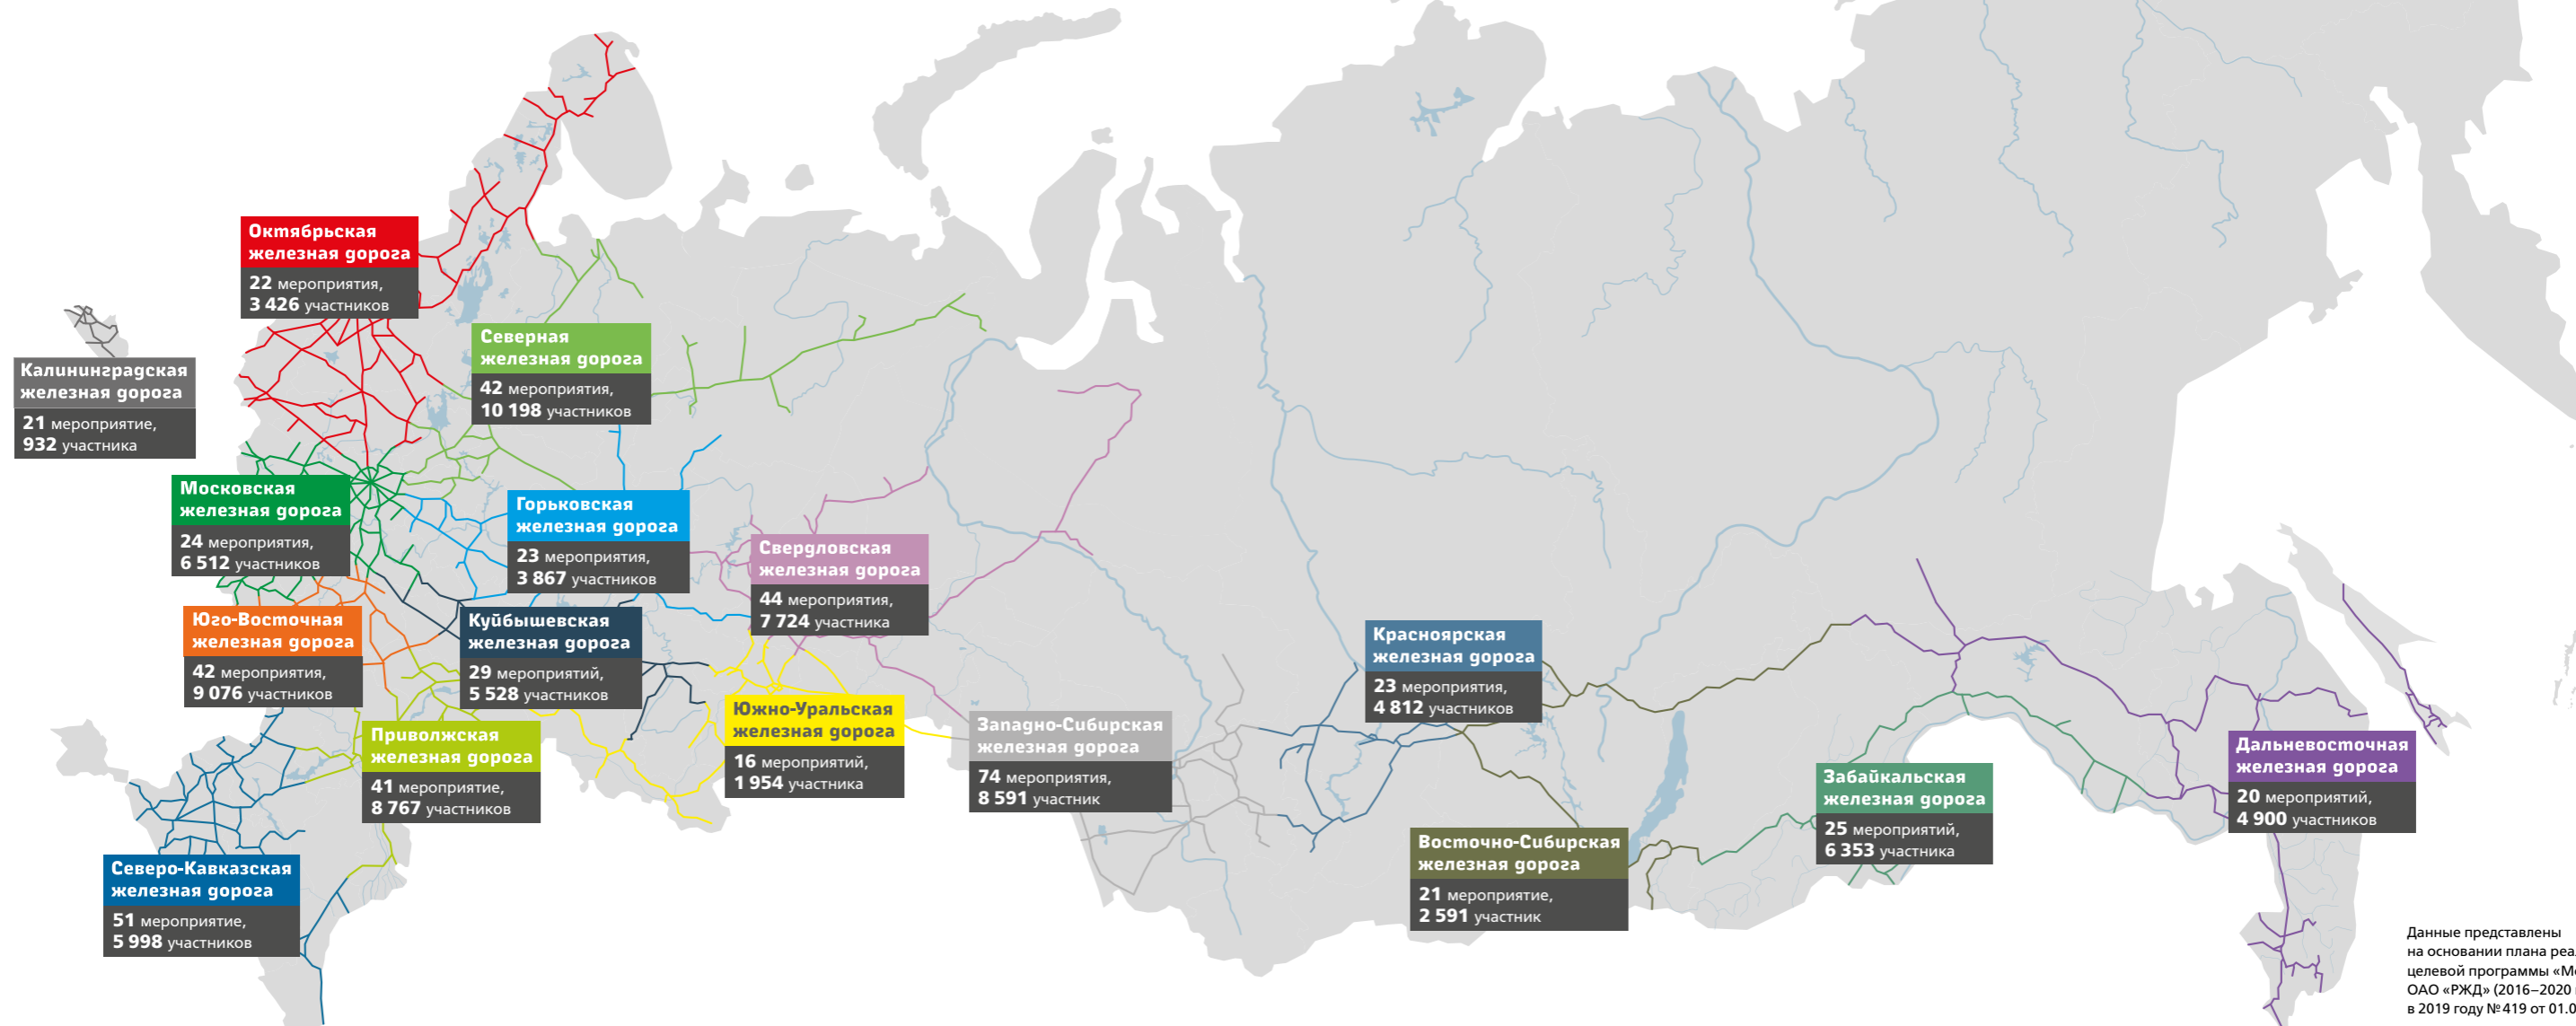 Октябрьская
железная дорога
22 мероприятия,
3 426 участников
Северная
железная дорога
42 мероприятия,
10 198 участников
Калининградская
железная дорога
21 мероприятие,
932 участника
Московская
железная дорога
24 мероприятия,
6 512 участников
Горьковская
железная дорога
23 мероприятия,
3 867 участников
Свердловская
железная дорога
44 мероприятия,
7 724 участника
Юго-Восточная
железная дорога
42 мероприятия,
9 076 участников
Куйбышевская
железная дорога
29 мероприятий,
5 528 участников
Красноярская
железная дорога
23 мероприятия,
4 812 участников
Южно-Уральская
железная дорога
16 мероприятий,
1 954 участника
Западно-Сибирская
железная дорога
74 мероприятия,
8 591 участник
Приволжская
железная дорога
41 мероприятие,
8 767 участников
Дальневосточная
железная дорога
20 мероприятий,
4 900 участников
Забайкальская
железная дорога
25 мероприятий,
6 353 участника
Восточно-Сибирская
железная дорога
21 мероприятие,
2 591 участник
Северо-Кавказская
железная дорога
51 мероприятие,
5 998 участников
Данные представлены
на основании плана
целевой программы
ОАО «РЖД» (2016–2020
в 2019 году № 419 от